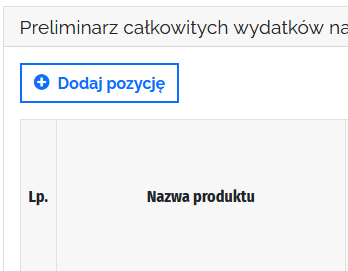 Preliminarz całkowitych wydatków na
Dodaj pozycję
Lp.
Nazwa produktu